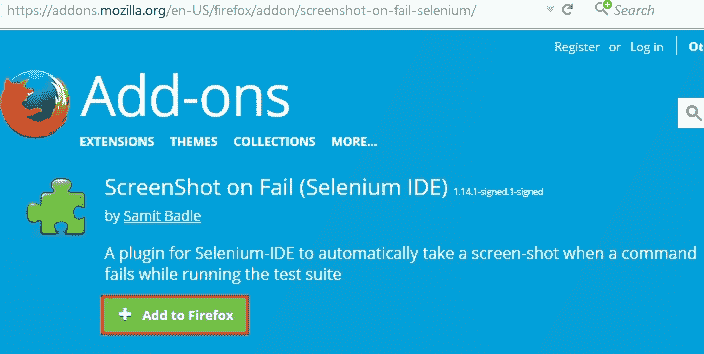 https://addons.mozilla.org/en-US/firefox/addon/screenshot-on-fail-selenium/ Search
Register or Log in Ot
Add-ons
EXTENSIONS THEMES COLLECTIONS MORE...
ScreenShot on Fail (Selenium IDE) 1.14.1-signed.1-signed
by Samit Badle
A plugin for Selenium-IDE to automatically take a screen-shot when a command
fails while running the test suite
+ Add to Firefox